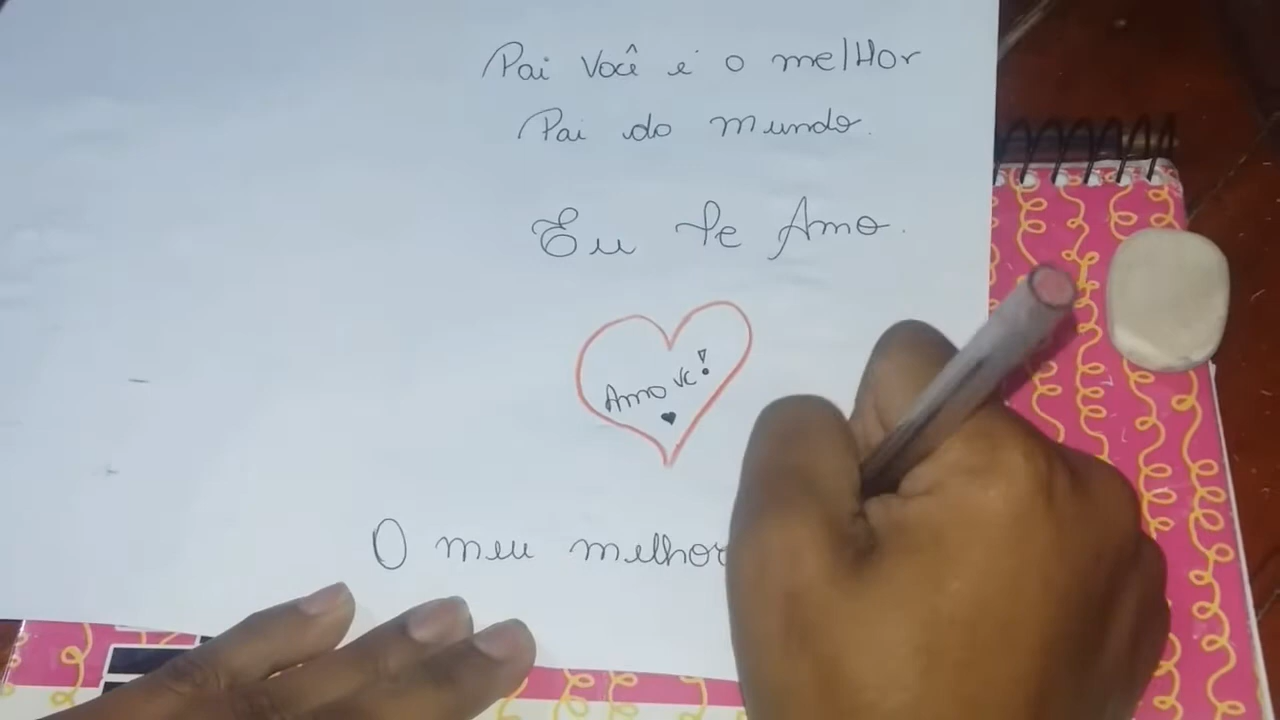 Pai Você é o melHor
Pai do mundo.
Eu te Amo.
Amo vc!
O meu melhor